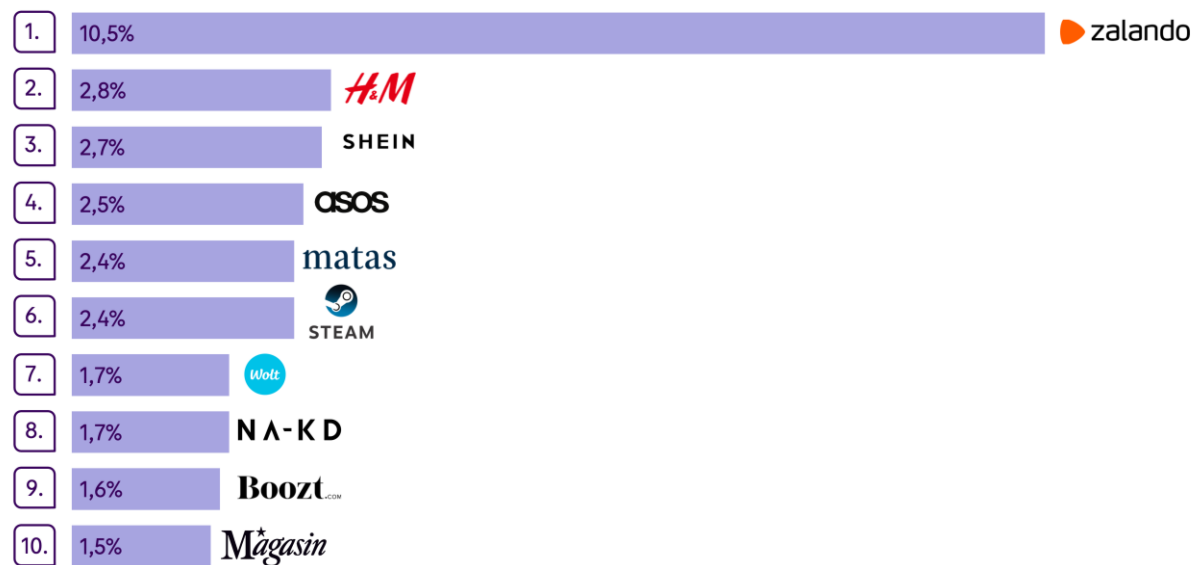 1. 10,5% zalando
2. 2,8% H&M
3. 2,7% SHEIN
4. 2,5% asos
5. 2,4% matas
6. 2,4% STEAM
7. 1,7% Wolt
8. 1,7% NA-KD
9. 1,6% Boozt.COM
10. 1,5% Magasin